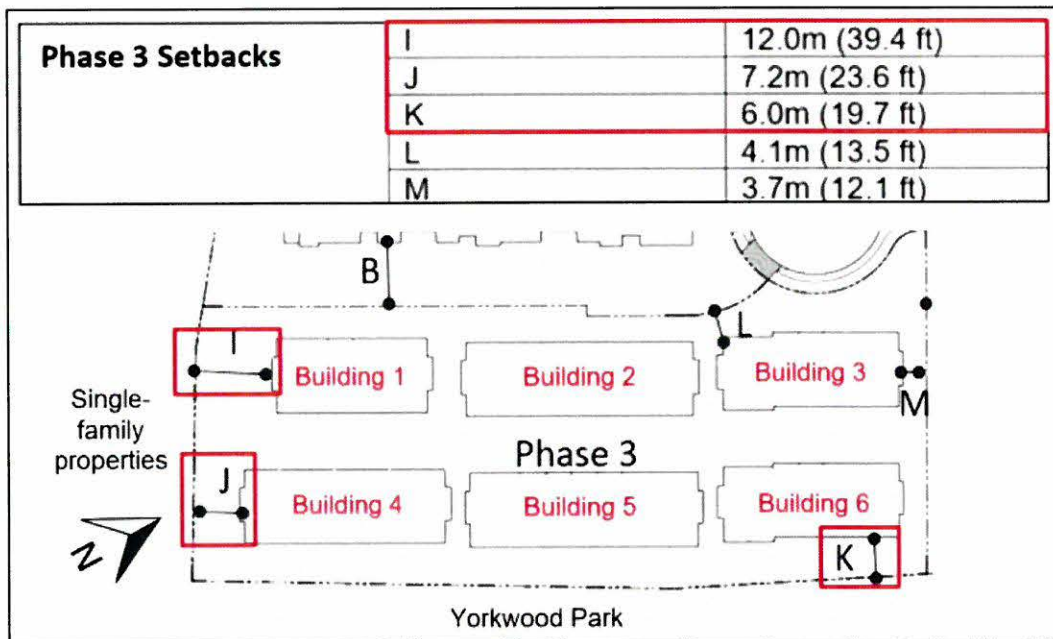 Phase 3 Setbacks
I 12.0m (39.4 ft)
J 7.2m (23.6 ft)
K 6.0m (19.7 ft)
L 4.1m (13.5 ft)
M 3.7m (12.1 ft)
B
I
L
Building 1
Building 2
Building 3
M
Single-
family
properties
Phase 3
J
Building 4
Building 5
Building 6
N
K
Yorkwood Park